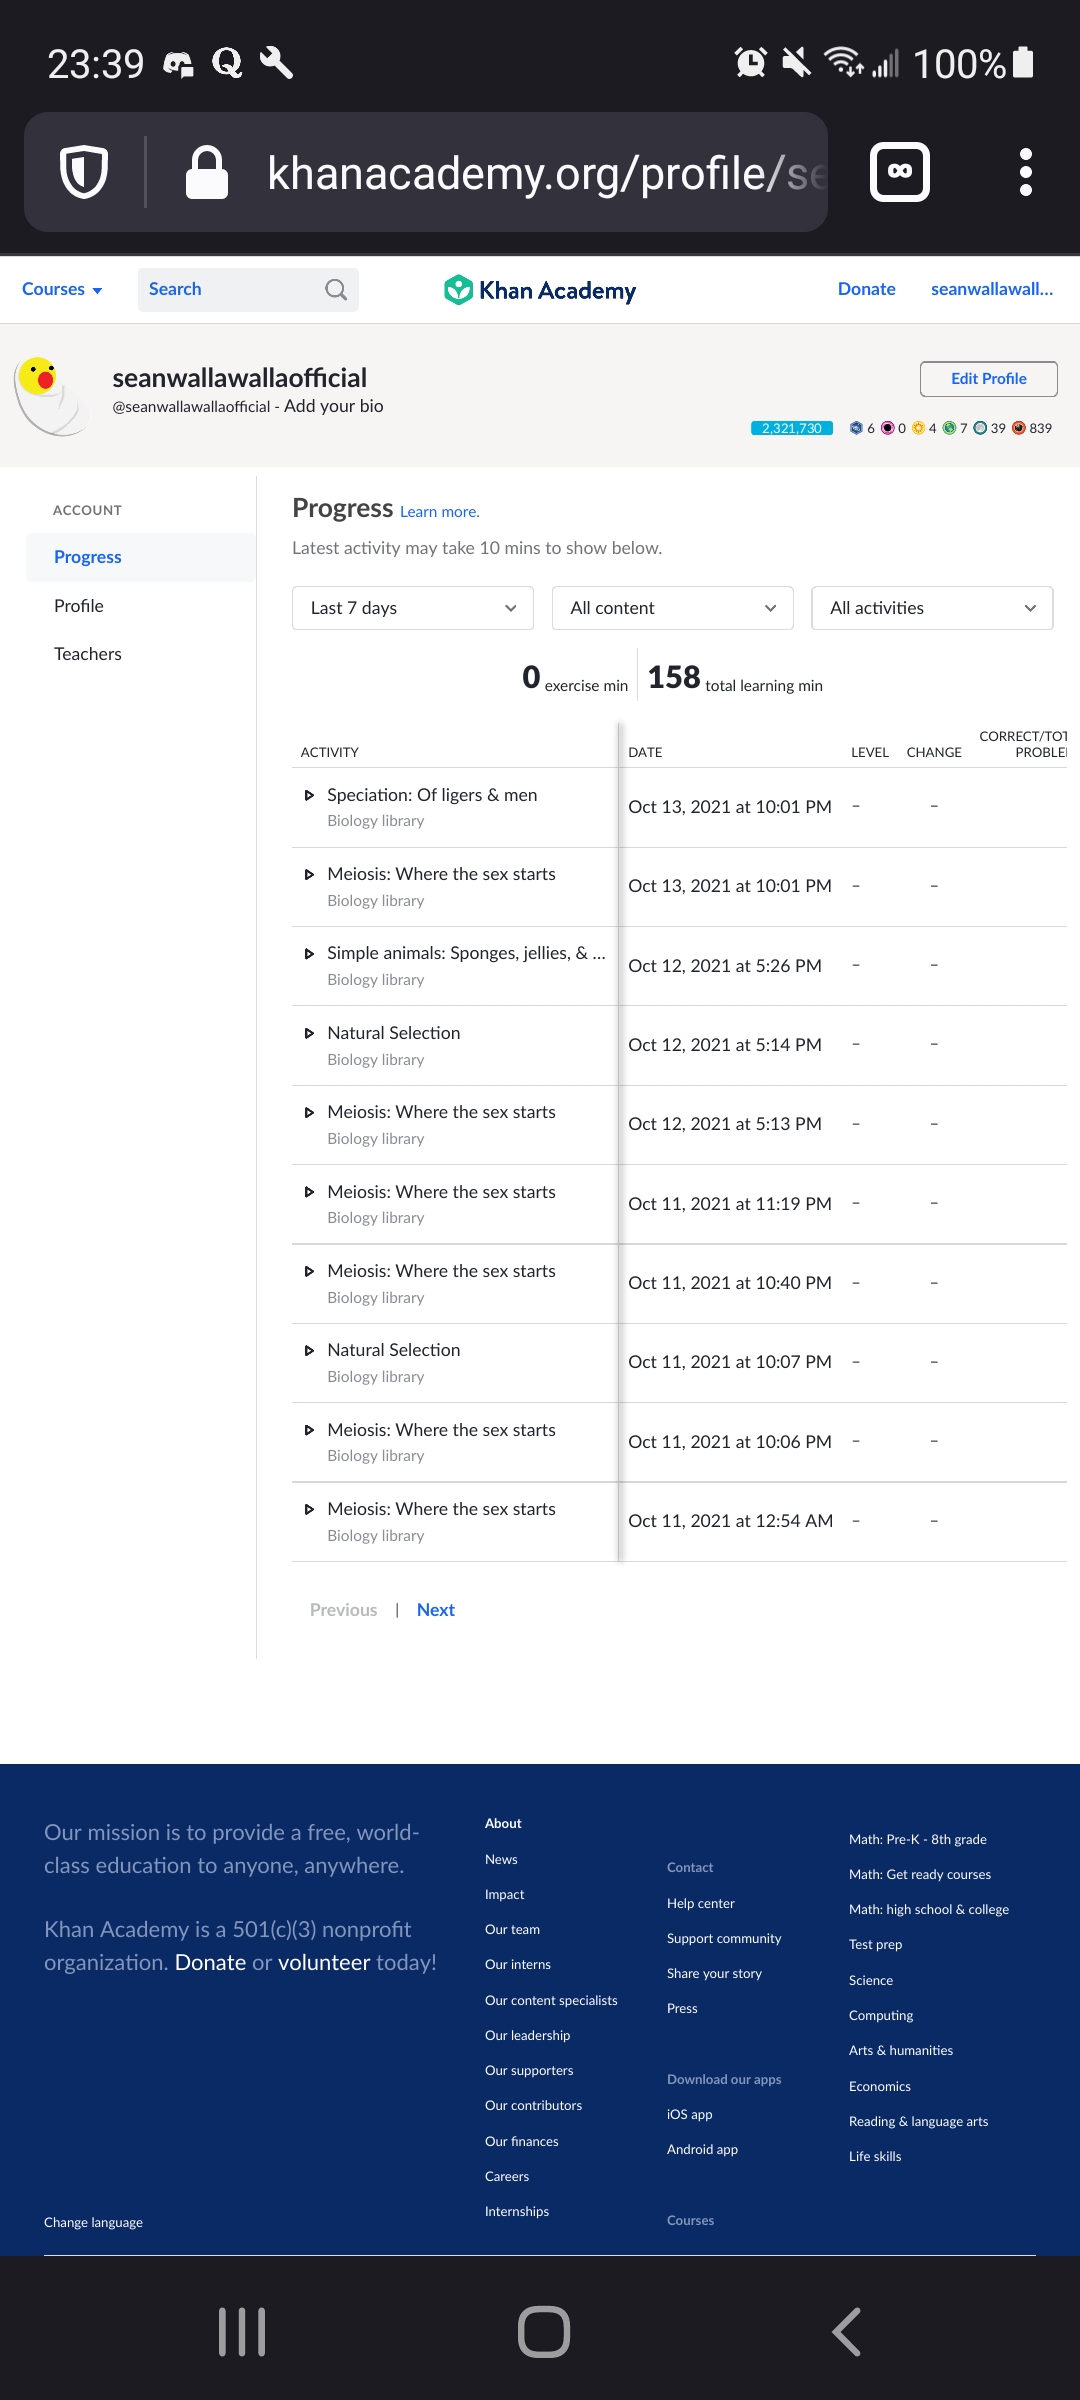 23:39
100%
khanacademy.org/profile/se
∞
Courses
Search
Khan Academy
Donate
seanwallawall...
seanwallawallaofficial
@seanwallawallaofficial - Add your bio
Edit Profile
2,321,730
6
0
4
7
39
839
ACCOUNT
Progress
Profile
Teachers
Progress Learn more.
Latest activity may take 10 mins to show below.
Last 7 days
All content
All activities
0 exercise min
158 total learning min
ACTIVITY
DATE
LEVEL
CHANGE
CORRECT/TOT
PROBLE
Speciation: Of ligers & men
Biology library
Oct 13, 2021 at 10:01 PM – –
Meiosis: Where the sex starts
Biology library
Oct 13, 2021 at 10:01 PM – –
Simple animals: Sponges, jellies, & ...
Biology library
Oct 12, 2021 at 5:26 PM – –
Natural Selection
Biology library
Oct 12, 2021 at 5:14 PM – –
Meiosis: Where the sex starts
Biology library
Oct 12, 2021 at 5:13 PM – –
Meiosis: Where the sex starts
Biology library
Oct 11, 2021 at 11:19 PM – –
Meiosis: Where the sex starts
Biology library
Oct 11, 2021 at 10:40 PM – –
Natural Selection
Biology library
Oct 11, 2021 at 10:07 PM – –
Meiosis: Where the sex starts
Biology library
Oct 11, 2021 at 10:06 PM – –
Meiosis: Where the sex starts
Biology library
Oct 11, 2021 at 12:54 AM – –
Previous | Next
Our mission is to provide a free, world-
class education to anyone, anywhere.
Khan Academy is a 501(c)(3) nonprofit
organization. Donate or volunteer today!
Change language
About
News
Impact
Our team
Our interns
Our content specialists
Our leadership
Our supporters
Our contributors
Our finances
Careers
Internships
Contact
Help center
Support community
Share your story
Press
Download our apps
iOS app
Android app
Courses
Math: Pre-K - 8th grade
Math: Get ready courses
Math: high school & college
Test prep
Science
Computing
Arts & humanities
Economics
Reading & language arts
Life skills